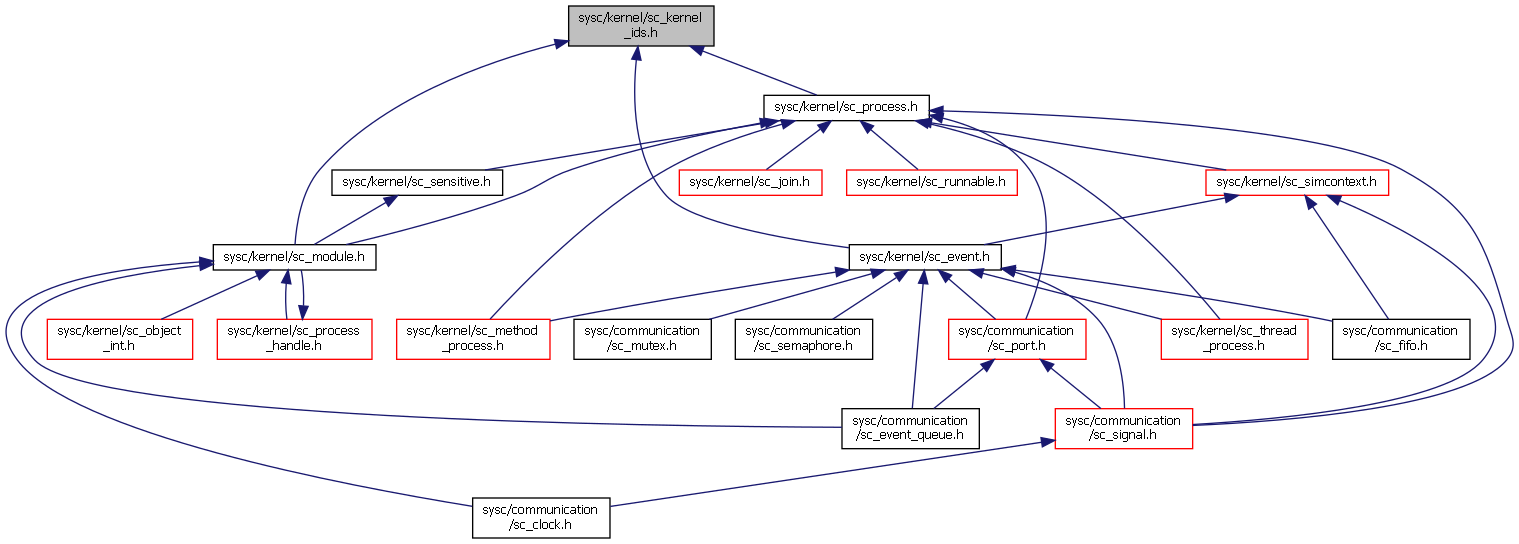 sysc/kernel/sc_kernel
_ids.h
sysc/kernel/sc_process.h
sysc/kernel/sc_sensitive.h
sysc/kernel/sc_join.h
sysc/kernel/sc_runnable.h
sysc/kernel/sc_simcontext.h
sysc/kernel/sc_module.h
sysc/kernel/sc_event.h
sysc/kernel/sc_object
_int.h
sysc/kernel/sc_process
_handle.h
sysc/kernel/sc_method
_process.h
sysc/communication
/sc_mutex.h
sysc/communication
/sc_semaphore.h
sysc/communication
/sc_port.h
sysc/kernel/sc_thread
_process.h
sysc/communication
/sc_fifo.h
sysc/communication
/sc_event_queue.h
sysc/communication
/sc_signal.h
sysc/communication
/sc_clock.h